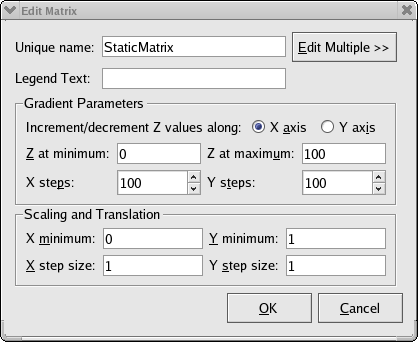 Edit Matrix
Unique name: StaticMatrix Edit Multiple >>
Legend Text:
Gradient Parameters
Increment/decrement Z values along: X axis Y axis
Z at minimum: 0 Z at maximum: 100
X steps: 100 Y steps: 100
Scaling and Translation
X minimum: 0 Y minimum: 1
X step size: 1 Y step size: 1
OK Cancel